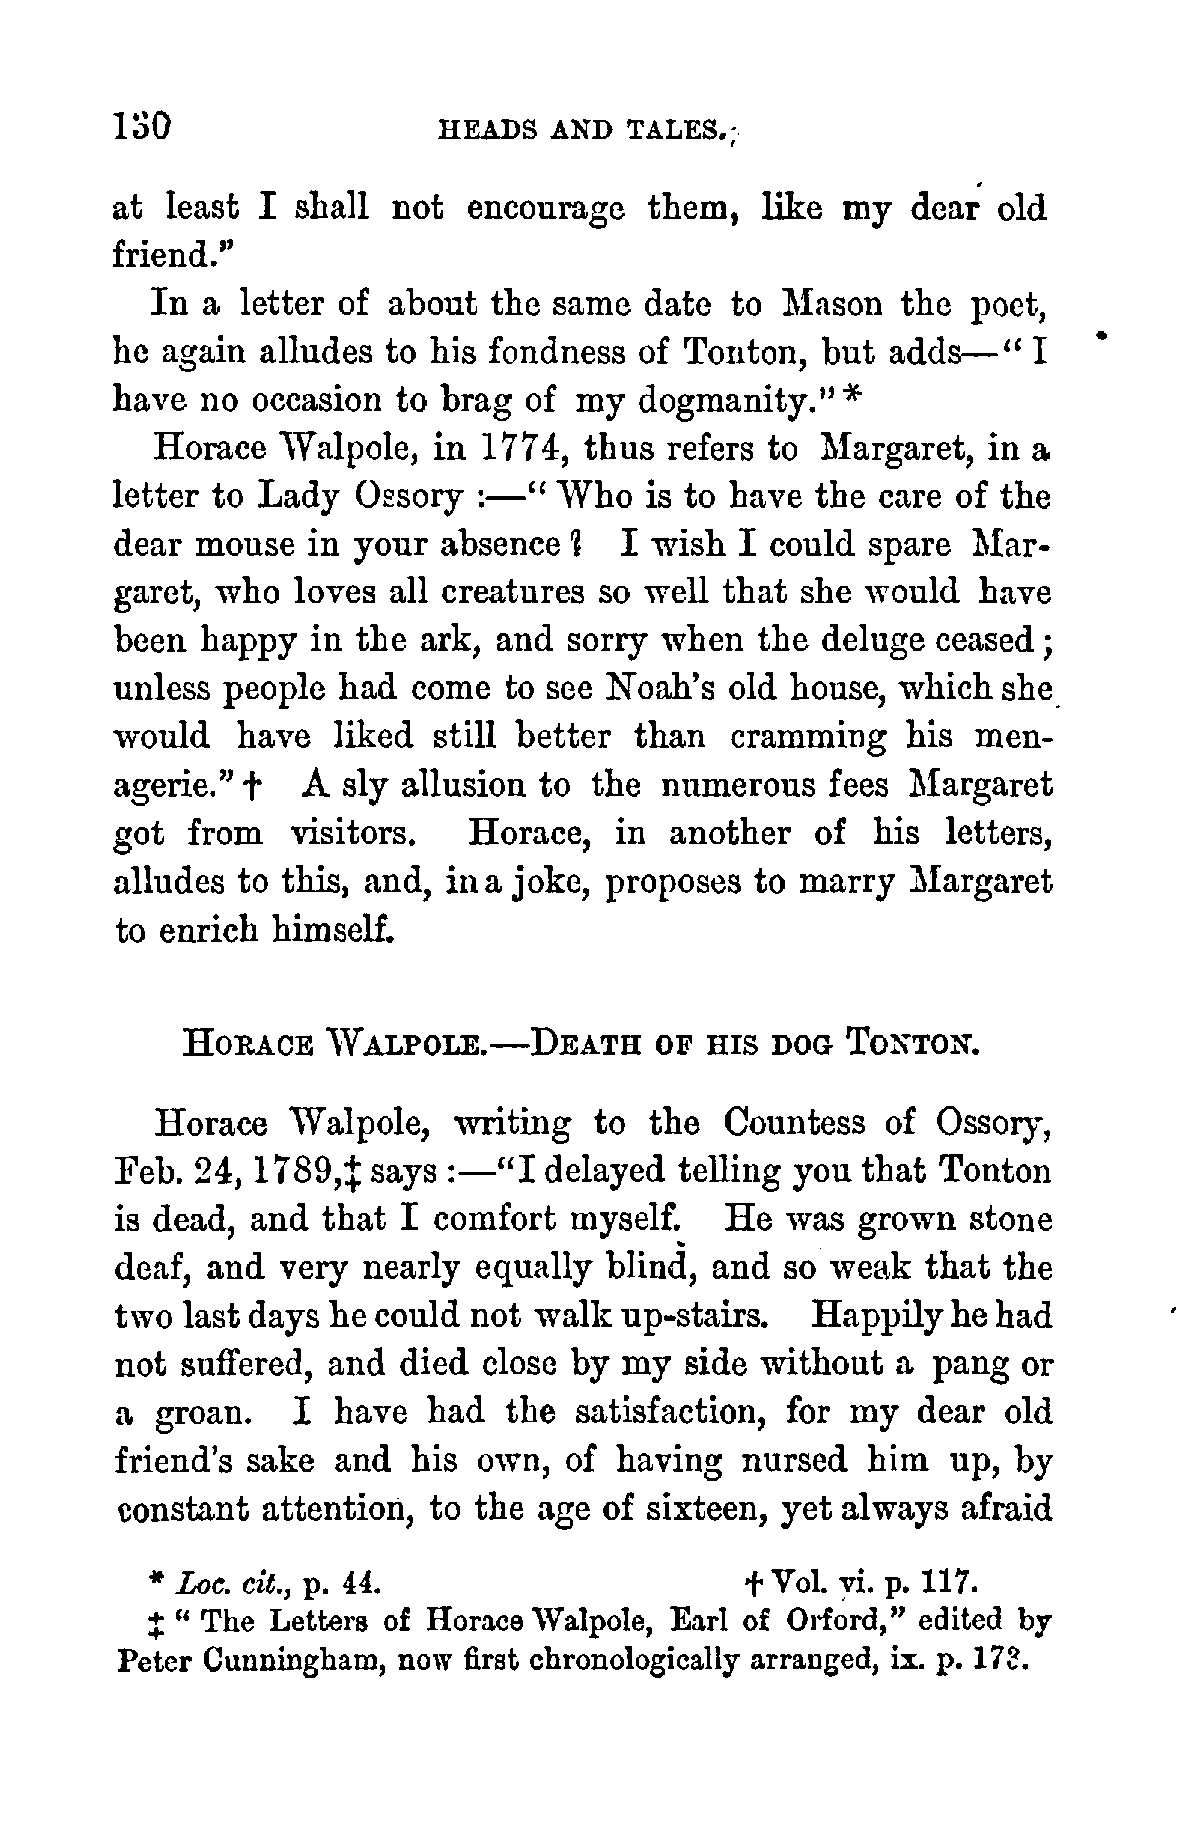 130 HEADS AND TALES.
at least I shall not encourage them, like my dear old
friend."
In a letter of about the same date to Mason the poet,
he again alludes to his fondness of Tonton, but adds—" I
have no occasion to brag of my dogmanity." *
Horace Walpole, in 1774, thus refers to Margaret, in a
letter to Lady Ossory :—" Who is to have the care of the
dear mouse in your absence? I wish I could spare Mar-
garet, who loves all creatures so well that she would have
been happy in the ark, and sorry when the deluge ceased;
unless people had come to see Noah's old house, which she
would have liked still better than cramming his men-
agerie." † A sly allusion to the numerous fees Margaret
got from visitors. Horace, in another of his letters,
alludes to this, and, in a joke, proposes to marry Margaret
to enrich himself.
HORACE WALPOLE.—DEATH OF HIS DOG TONTON.
Horace Walpole, writing to the Countess of Ossory,
Feb. 24, 1789,‡ says :—"I delayed telling you that Tonton
is dead, and that I comfort myself. He was grown stone
deaf, and very nearly equally blind, and so weak that the
two last days he could not walk up-stairs. Happily he had
not suffered, and died close by my side without a pang or
a groan. I have had the satisfaction, for my dear old
friend's sake and his own, of having nursed him up, by
constant attention, to the age of sixteen, yet always afraid
* Loc. cit., p. 44. † Vol. vi. p. 117.
‡ " The Letters of Horace Walpole, Earl of Orford," edited by
Peter Cunningham, now first chronologically arranged, ix. p.